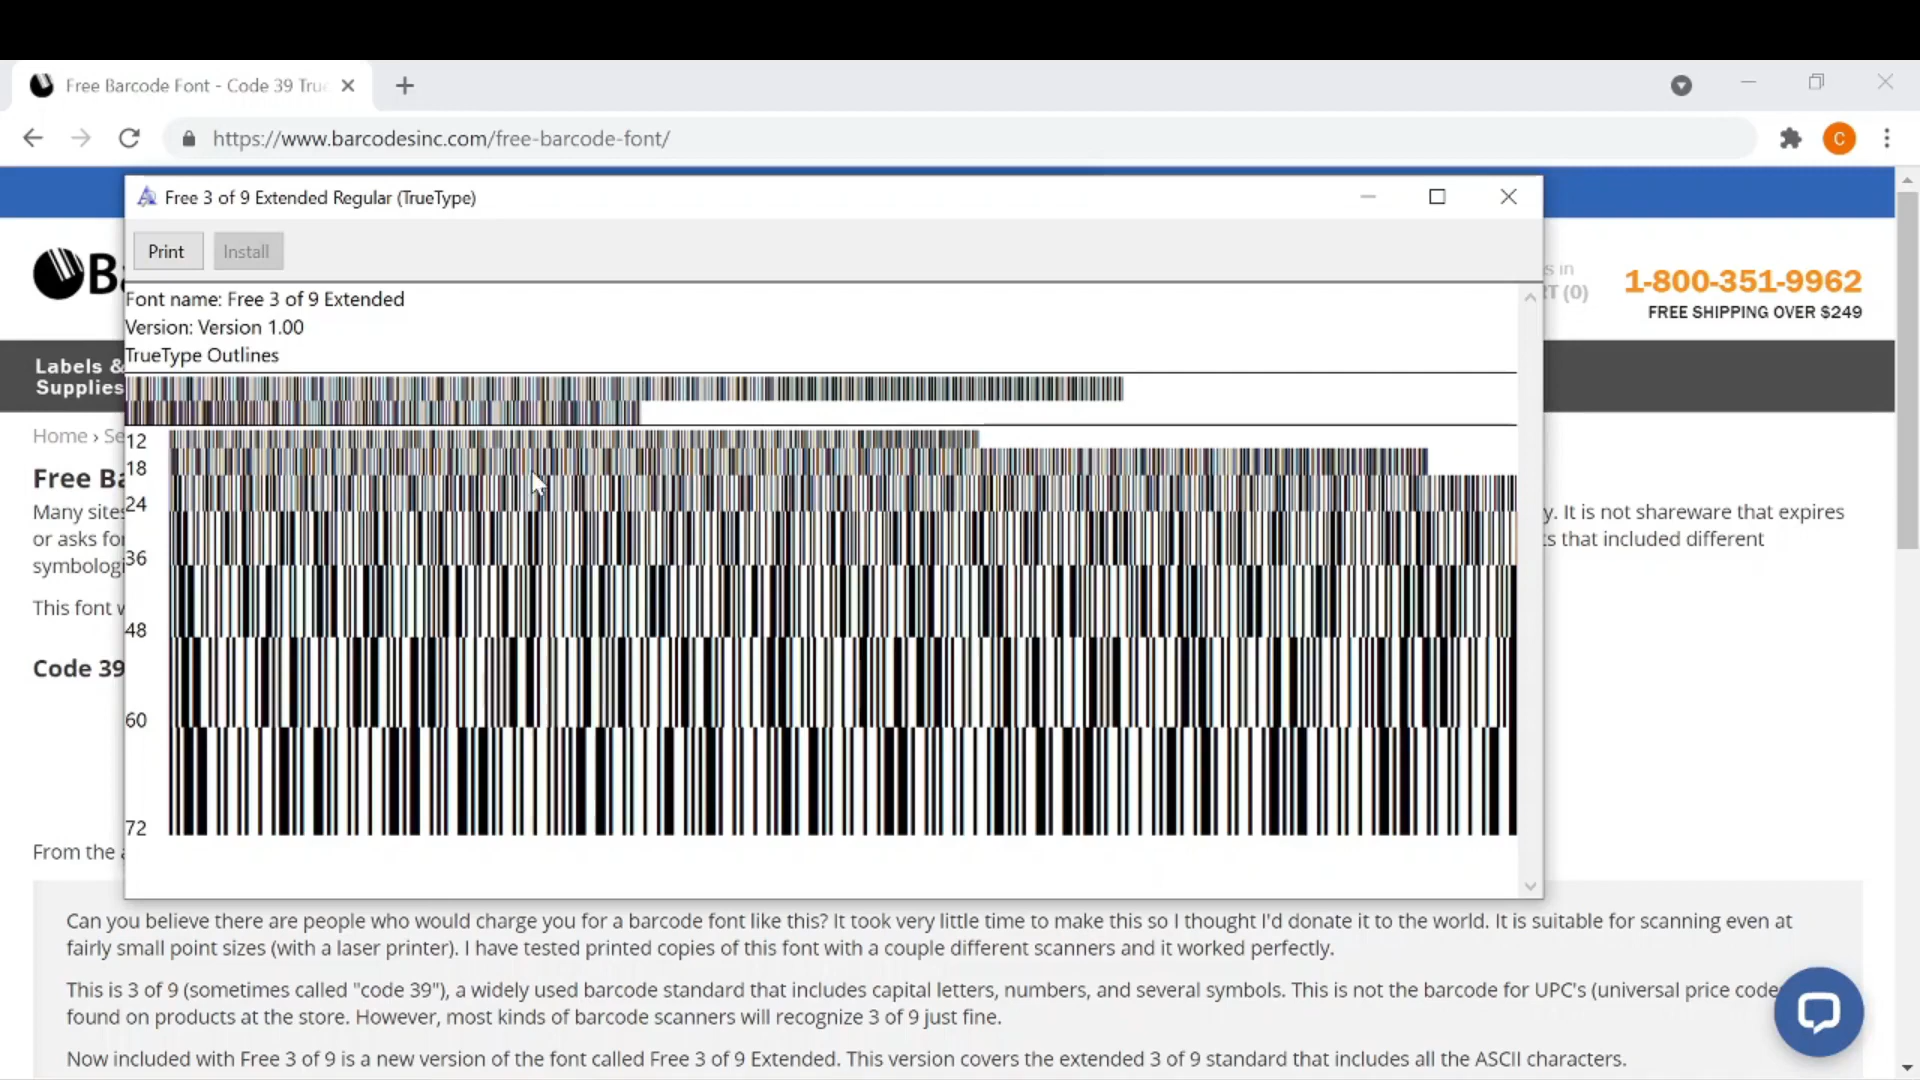 Free Barcode Font - Code 39 Tru
https://www.barcodesinc.com/free-barcode-font/
C
Free 3 of 9 Extended Regular (TrueType)
Print
Install
Font name: Free 3 of 9 Extended
Version: Version 1.00
TrueType Outlines
12
18
24
36
48
60
72
B
s in
T (0)
1-800-351-9962
FREE SHIPPING OVER $249
Labels &
Supplies
Home › Se
Free Ba
Many sites
y. It is not shareware that expires
or asks for
ts that included different
symbologi
This font w
Code 39
From the a
Can you believe there are people who would charge you for a barcode font like this? It took very little time to make this so I thought I'd donate it to the world. It is suitable for scanning even at
fairly small point sizes (with a laser printer). I have tested printed copies of this font with a couple different scanners and it worked perfectly.
This is 3 of 9 (sometimes called "code 39"), a widely used barcode standard that includes capital letters, numbers, and several symbols. This is not the barcode for UPC's (universal price code
found on products at the store. However, most kinds of barcode scanners will recognize 3 of 9 just fine.
Now included with Free 3 of 9 is a new version of the font called Free 3 of 9 Extended. This version covers the extended 3 of 9 standard that includes all the ASCII characters.